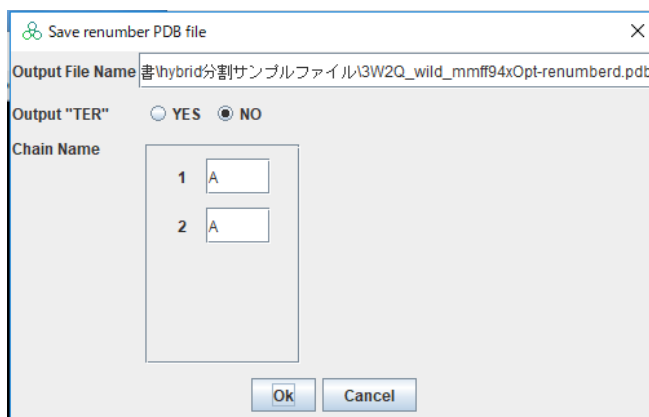 Save renumber PDB file
Output File Name 書\hybrid分割サンプルファイル\3W2Q_wild_mmff94xOpt-renumberd.pdb
Output "TER" YES NO
Chain Name
1 A
2 A
Ok Cancel